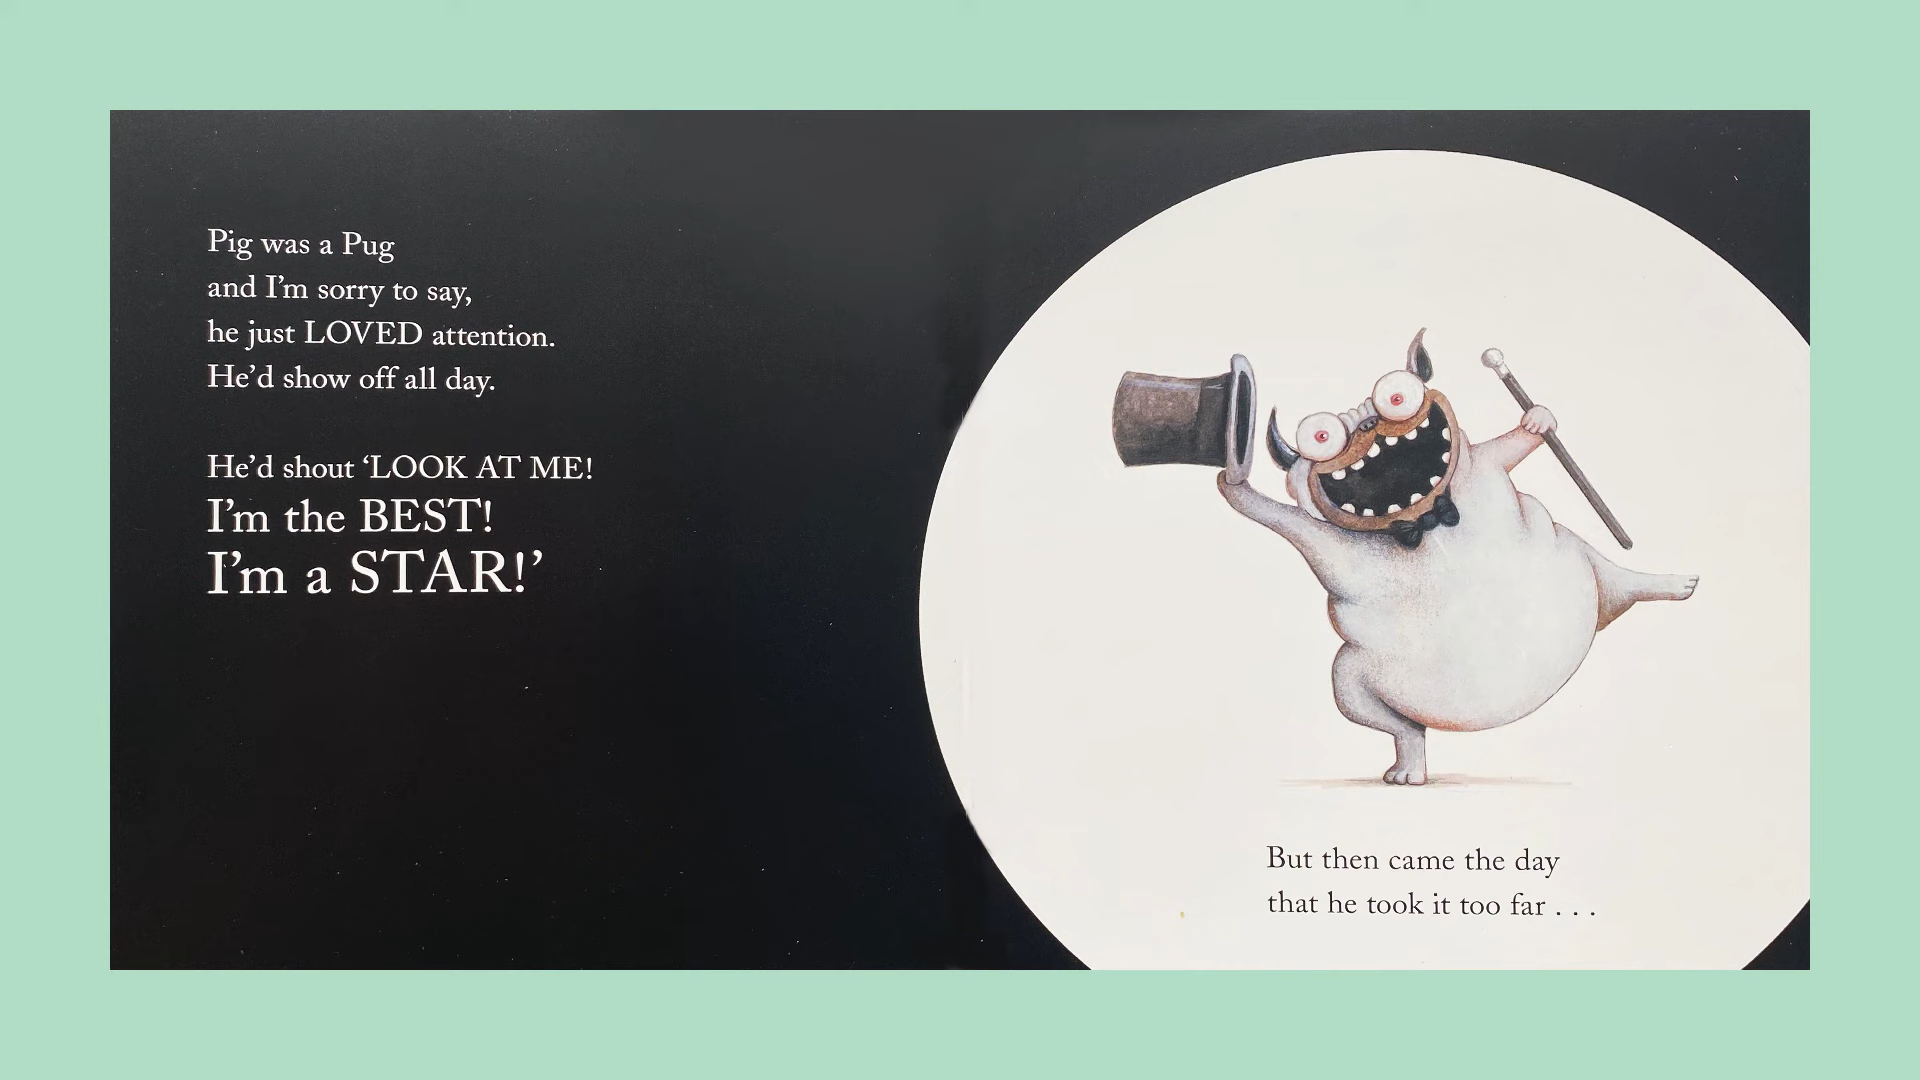 Pig was a Pug
and I'm sorry to say,
he just LOVED attention.
He'd show off all day.
He'd shout ‘LOOK AT ME!
I'm the BEST!
I'm a STAR!’
But then came the day
that he took it too far . . .